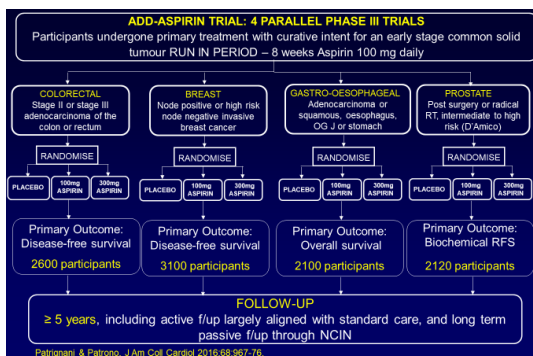 ADD-ASPIRIN TRIAL: 4 PARALLEL PHASE III TRIALS
Participants undergone primary treatment with curative intent for an early stage common solid
tumour RUN IN PERIOD – 8 weeks Aspirin 100 mg daily
COLORECTAL
Stage II or stage III
adenocarcinoma of the
colon or rectum
BREAST
Node positive or high risk
node negative invasive
breast cancer
GASTRO-OESOPHAGEAL
Adenocarcinoma or
squamous, oesophagus,
OG J or stomach
PROSTATE
Post surgery or radical
RT, intermediate to high
risk (D'Amico)
RANDOMISE
RANDOMISE
RANDOMISE
RANDOMISE
PLACEBO
100mg
ASPIRIN
300mg
ASPIRIN
PLACEBO
100mg
ASPIRIN
300mg
ASPIRIN
PLACEBO
100mg
ASPIRIN
300mg
ASPIRIN
PLACEBO
100mg
ASPIRIN
300mg
ASPIRIN
Primary Outcome:
Disease-free survival
2600 participants
Primary Outcome:
Disease-free survival
3100 participants
Primary Outcome:
Overall survival
2100 participants
Primary Outcome:
Biochemical RFS
2120 participants
FOLLOW-UP
≥ 5 years, including active f/up largely aligned with standard care, and long term
passive f/up through NCIN
Patrignani & Patrono, J Am Coll Cardiol 2016;68:967-76.